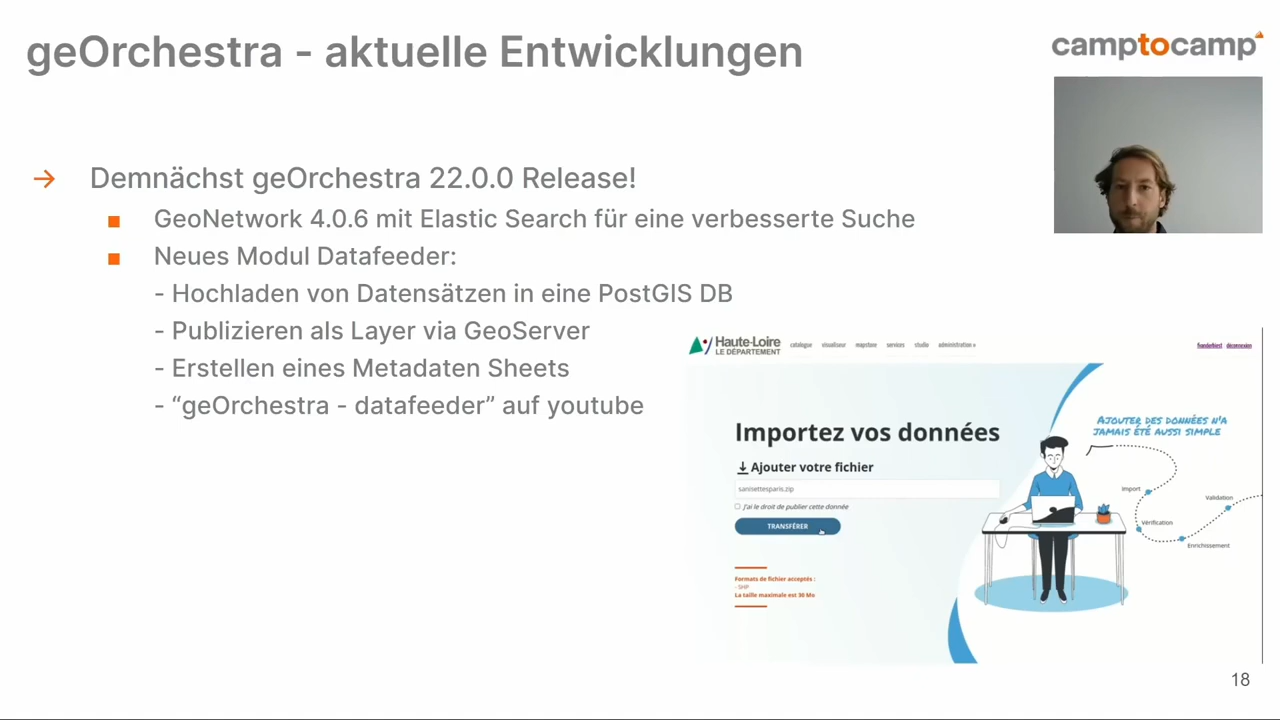 geOrchestra - aktuelle Entwicklungen
camptocamp
→ Demnächst geOrchestra 22.0.0 Release!
■ GeoNetwork 4.0.6 mit Elastic Search für eine verbesserte Suche
■ Neues Modul Datafeeder:
- Hochladen von Datensätzen in eine PostGIS DB
- Publizieren als Layer via GeoServer
- Erstellen eines Metadaten Sheets
- “geOrchestra - datafeeder” auf youtube
Haute-Loire
LE DÉPARTEMENT
catalogue visualiseur mapstore services studio administration
déconnexion
Importez vos données
Ajouter votre fichier
sanisettesparis.zip
J'ai le droit de publier cette donnée
TRANSFÉRER
Formats de fichier acceptés :
- SHP
La taille maximale est 30 Mo
AJOUTER DES DONNÉES N'A
JAMAIS ÉTÉ AUSSI SIMPLE
Import
Validation
Vérification
Enrichissement
18